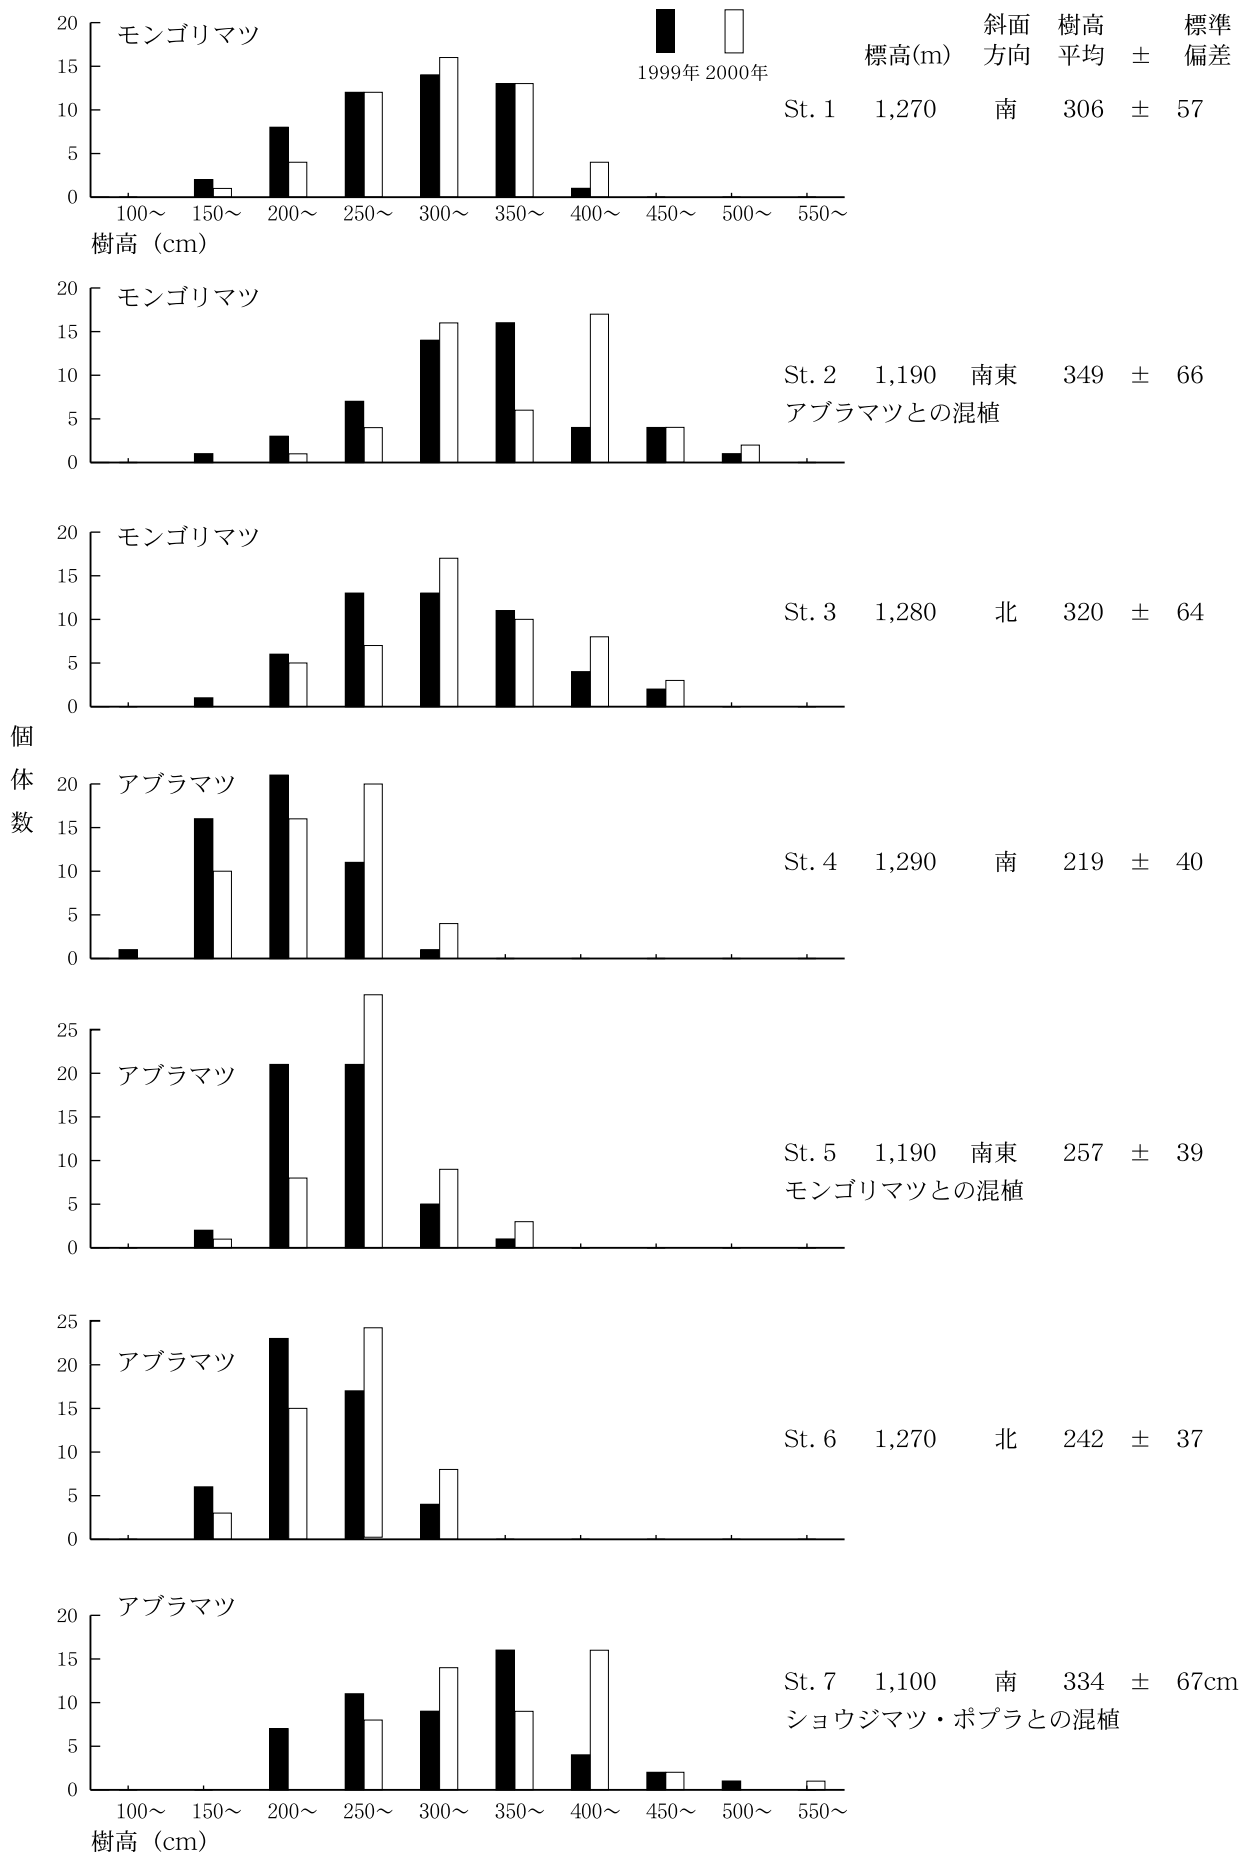 1999年 2000年
斜面 樹高 標準
標高(m) 方向 平均 ± 偏差
20
モンゴリマツ
15
10
5
0
St. 1 1,270 南 306 ± 57
100～ 150～ 200～ 250～ 300～ 350～ 400～ 450～ 500～ 550～
樹高（cm）
20
モンゴリマツ
15
10
5
0
St. 2 1,190 南東 349 ± 66
アブラマツとの混植
20
モンゴリマツ
15
10
5
0
St. 3 1,280 北 320 ± 64
個体数
20
アブラマツ
15
10
5
0
St. 4 1,290 南 219 ± 40
25
20
アブラマツ
15
10
5
0
St. 5 1,190 南東 257 ± 39
モンゴリマツとの混植
25
20
アブラマツ
15
10
5
0
St. 6 1,270 北 242 ± 37
アブラマツ
20
15
10
5
0
St. 7 1,100 南 334 ± 67cm
ショウジマツ・ポプラとの混植
100～ 150～ 200～ 250～ 300～ 350～ 400～ 450～ 500～ 550～
樹高（cm）